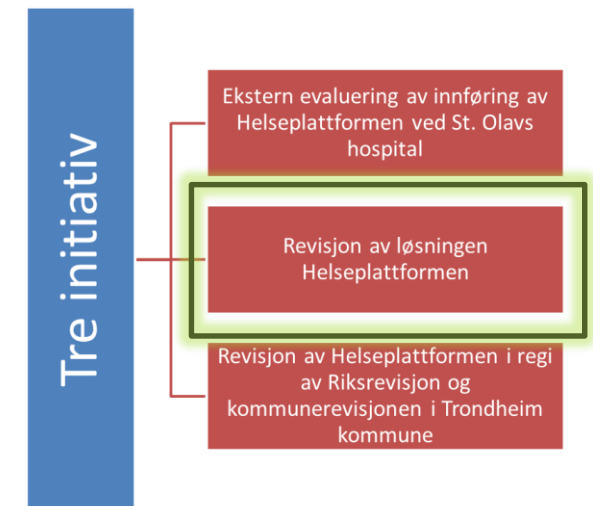 Tre initiativ
Ekstern evaluering av innføring av
Helseplattformen ved St. Olavs
hospital
Revisjon av løsningen
Helseplattformen
Revisjon av Helseplattformen i regi
av Riksrevisjon og
kommunerevisjonen i Trondheim
kommune